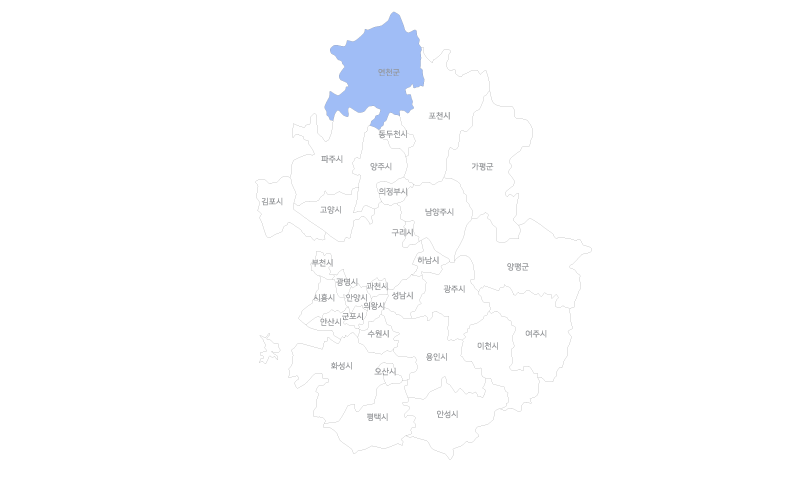 연천군
포천시
동두천시
파주시
양주시
가평군
의정부시
김포시
고양시
남양주시
구리시
하남시
부천시
양평군
광명시
과천시
광주시
시흥시
안양시
성남시
의왕시
군포시
안산시
수원시
여주시
이천시
용인시
화성시
오산시
평택시
안성시